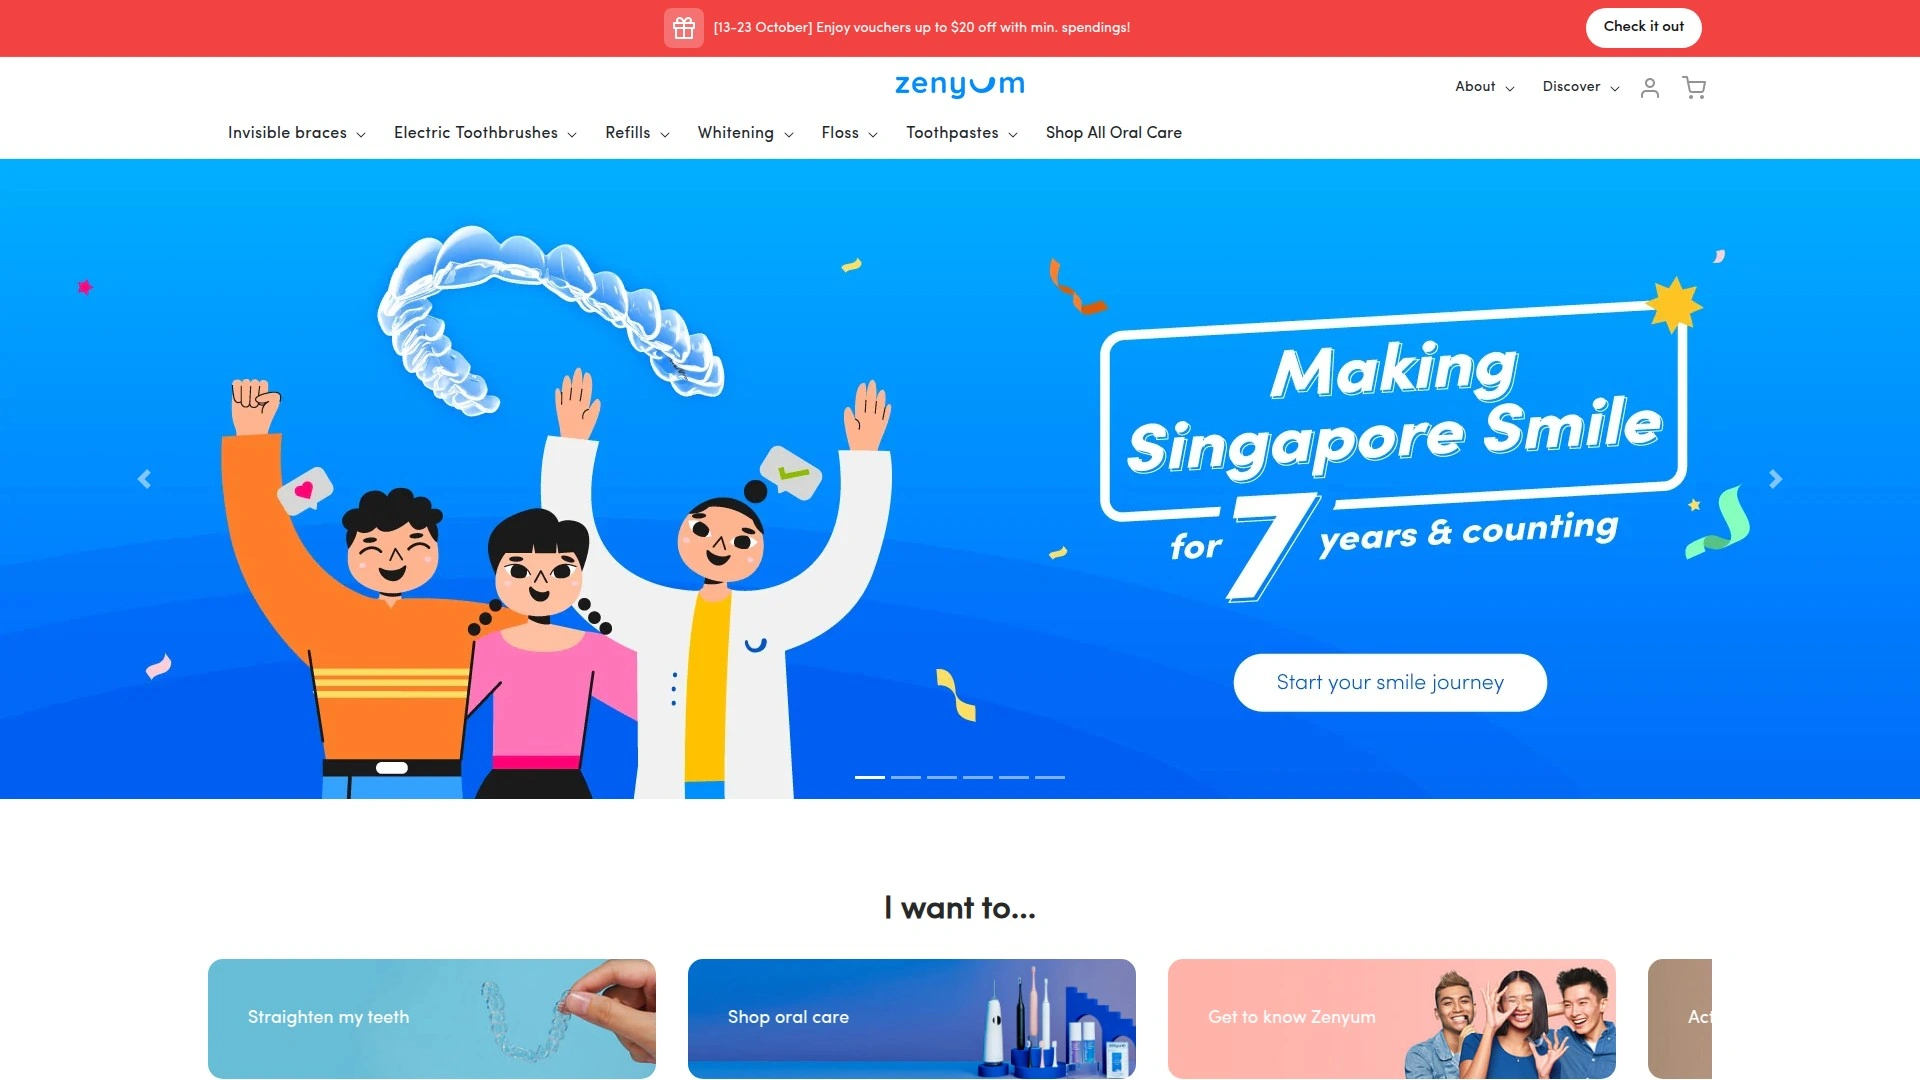 [13-23 October] Enjoy vouchers up to $20 off with min. spendings!
Check it out
zenyum
About
Discover
Invisible braces
Electric Toothbrushes
Refills
Whitening
Floss
Toothpastes
Shop All Oral Care
Making
Singapore Smile
for 7 years & counting
Start your smile journey
I want to...
Straighten my teeth
Shop oral care
Get to know Zenyum